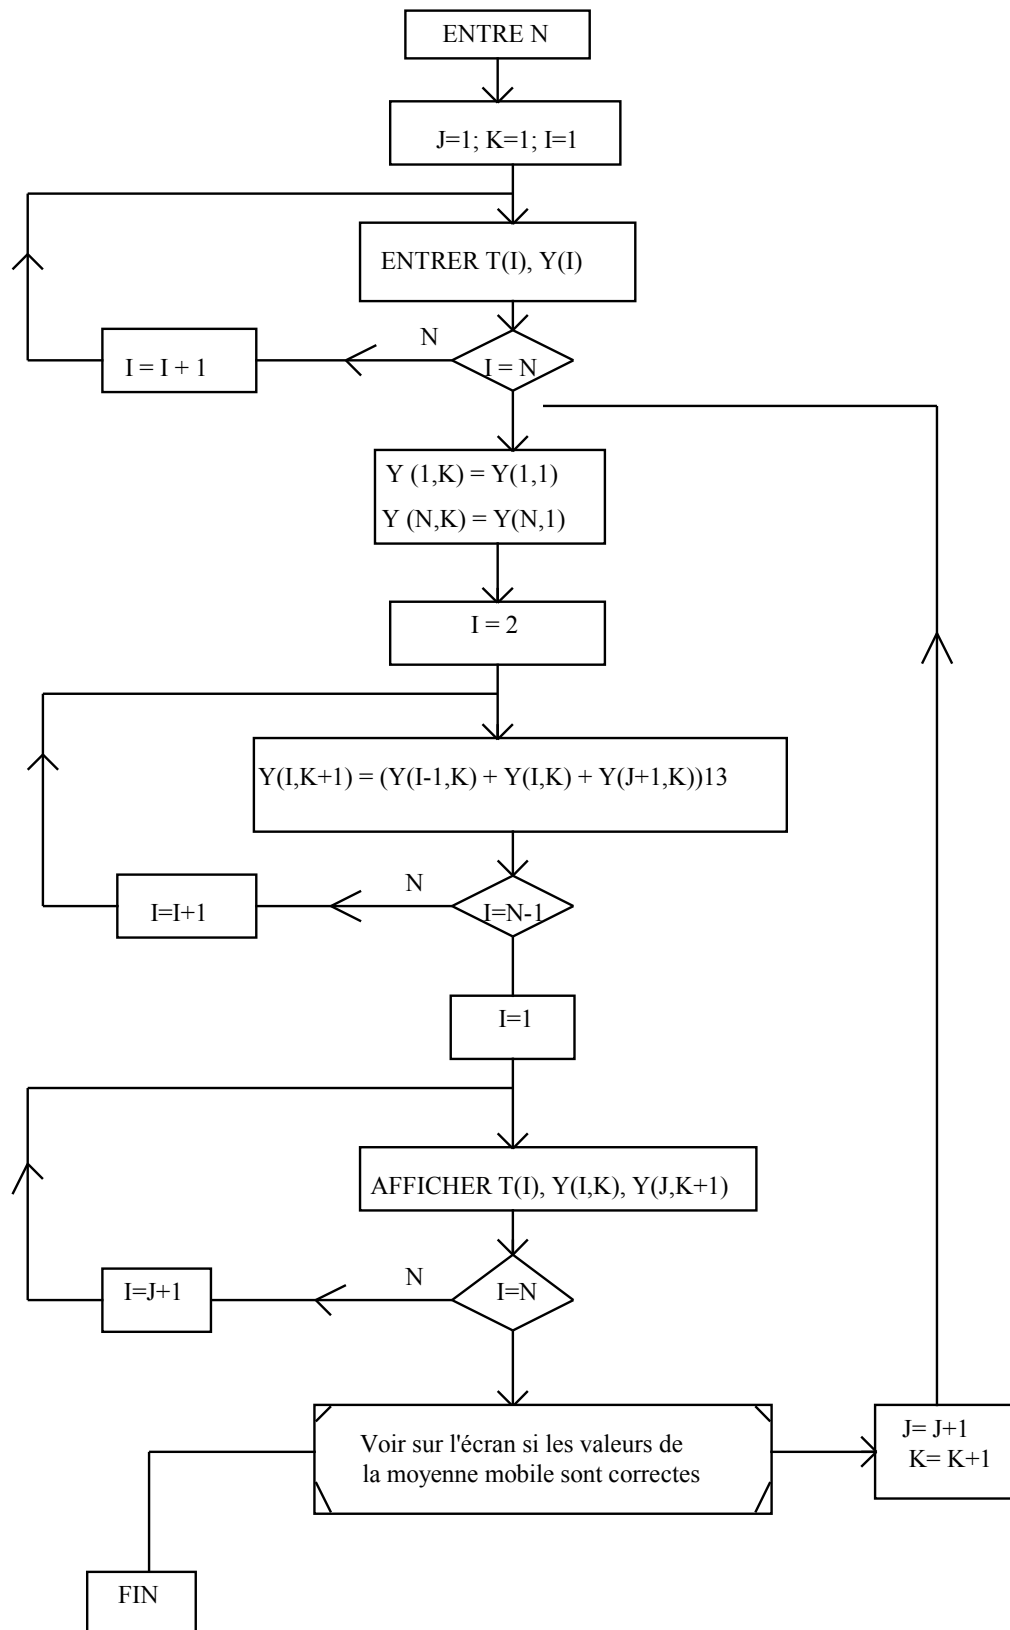 ENTRE N
J=1; K=1; I=1
ENTRER T(I), Y(I)
N
I = I + 1
I = N
Y (1,K) = Y(1,1)
Y (N,K) = Y(N,1)
I = 2
Y(I,K+1) = (Y(I-1,K) + Y(I,K) + Y(J+1,K))13
N
I=I+1
I=N-1
I=1
AFFICHER T(I), Y(I,K), Y(J,K+1)
N
I=J+1
I=N
Voir sur l'écran si les valeurs de
la moyenne mobile sont correctes
J= J+1
K= K+1
FIN